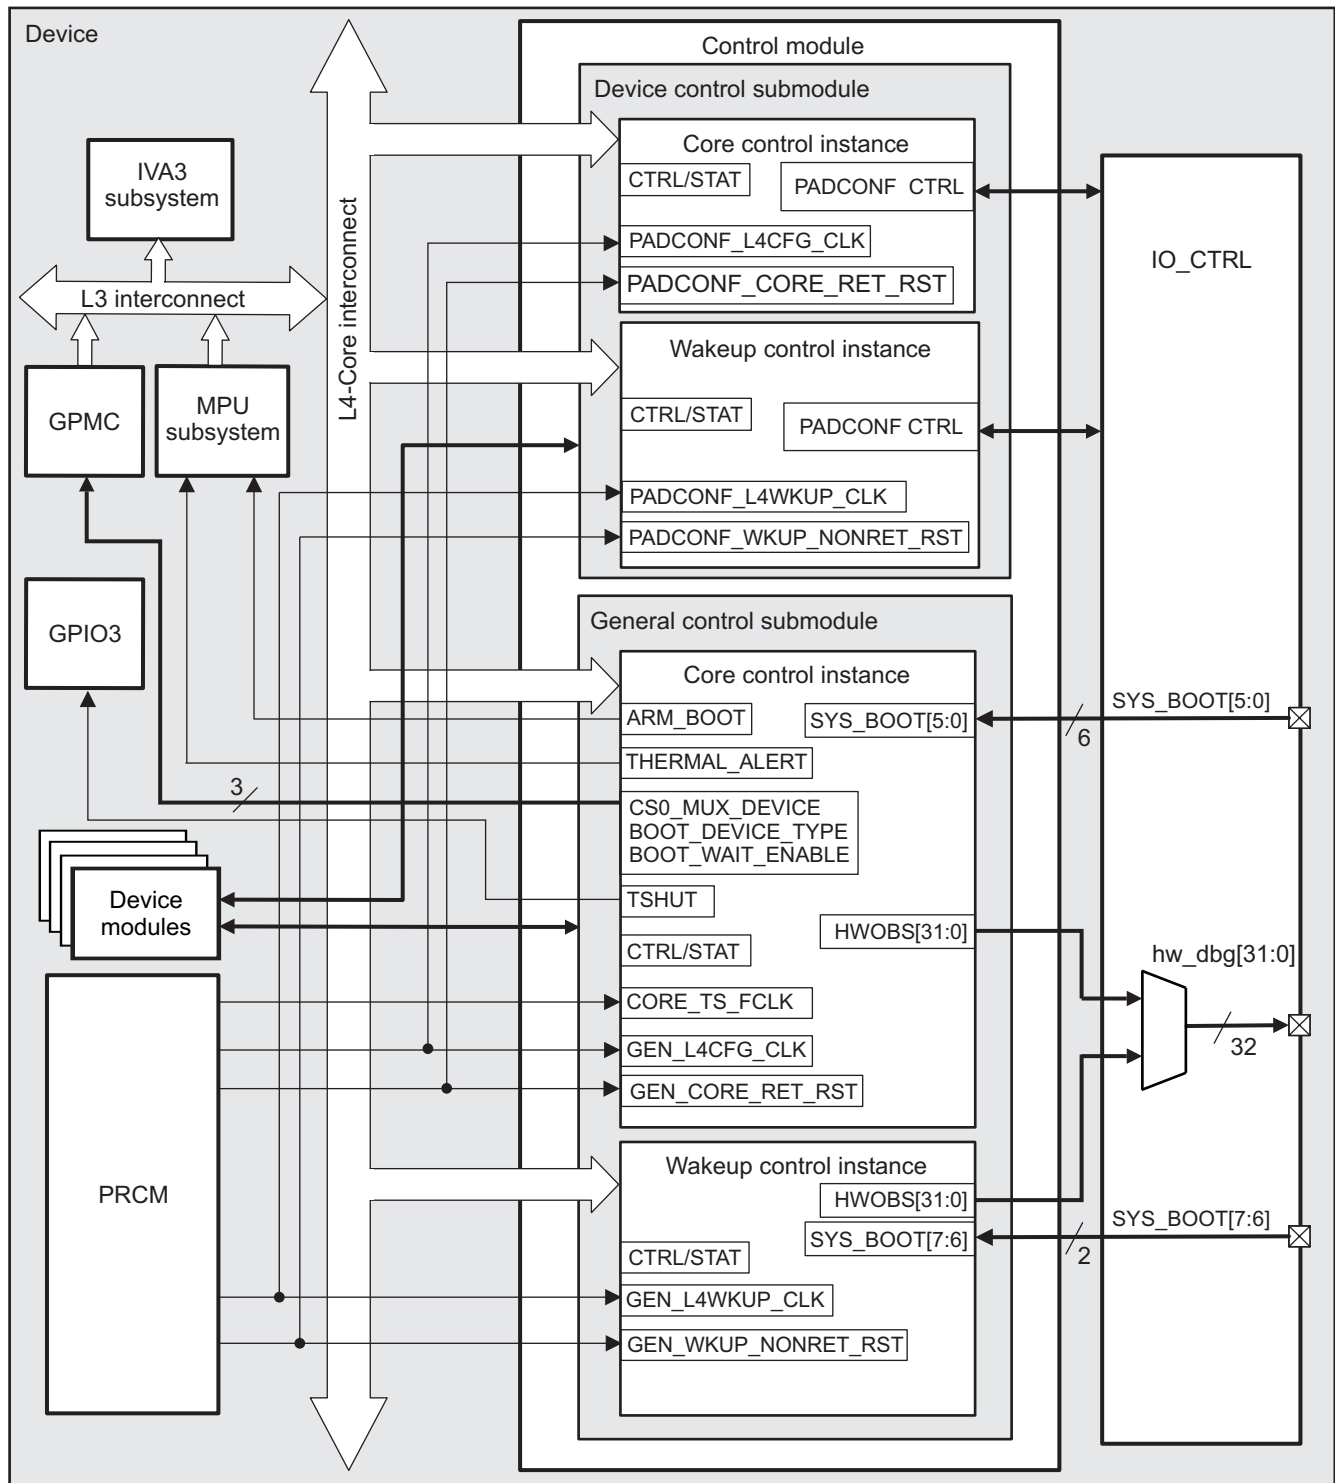 Device
Control module
Device control submodule
Core control instance
CTRL/STAT
PADCONF CTRL
PADCONF_L4CFG_CLK
PADCONF_CORE_RET_RST
Wakeup control instance
CTRL/STAT
PADCONF CTRL
PADCONF_L4WKUP_CLK
PADCONF_WKUP_NONRET_RST
IVA3
subsystem
L3 interconnect
L4-Core interconnect
GPMC
MPU
subsystem
GPIO3
IO_CTRL
General control submodule
Core control instance
ARM_BOOT
SYS_BOOT[5:0]
THERMAL_ALERT
CS0_MUX_DEVICE
BOOT_DEVICE_TYPE
BOOT_WAIT_ENABLE
TSHUT
HWOBS[31:0]
CTRL/STAT
CORE_TS_FCLK
GEN_L4CFG_CLK
GEN_CORE_RET_RST
SYS_BOOT[5:0]
6
3
Device
modules
hw_dbg[31:0]
32
PRCM
Wakeup control instance
HWOBS[31:0]
SYS_BOOT[7:6]
CTRL/STAT
GEN_L4WKUP_CLK
GEN_WKUP_NONRET_RST
SYS_BOOT[7:6]
2